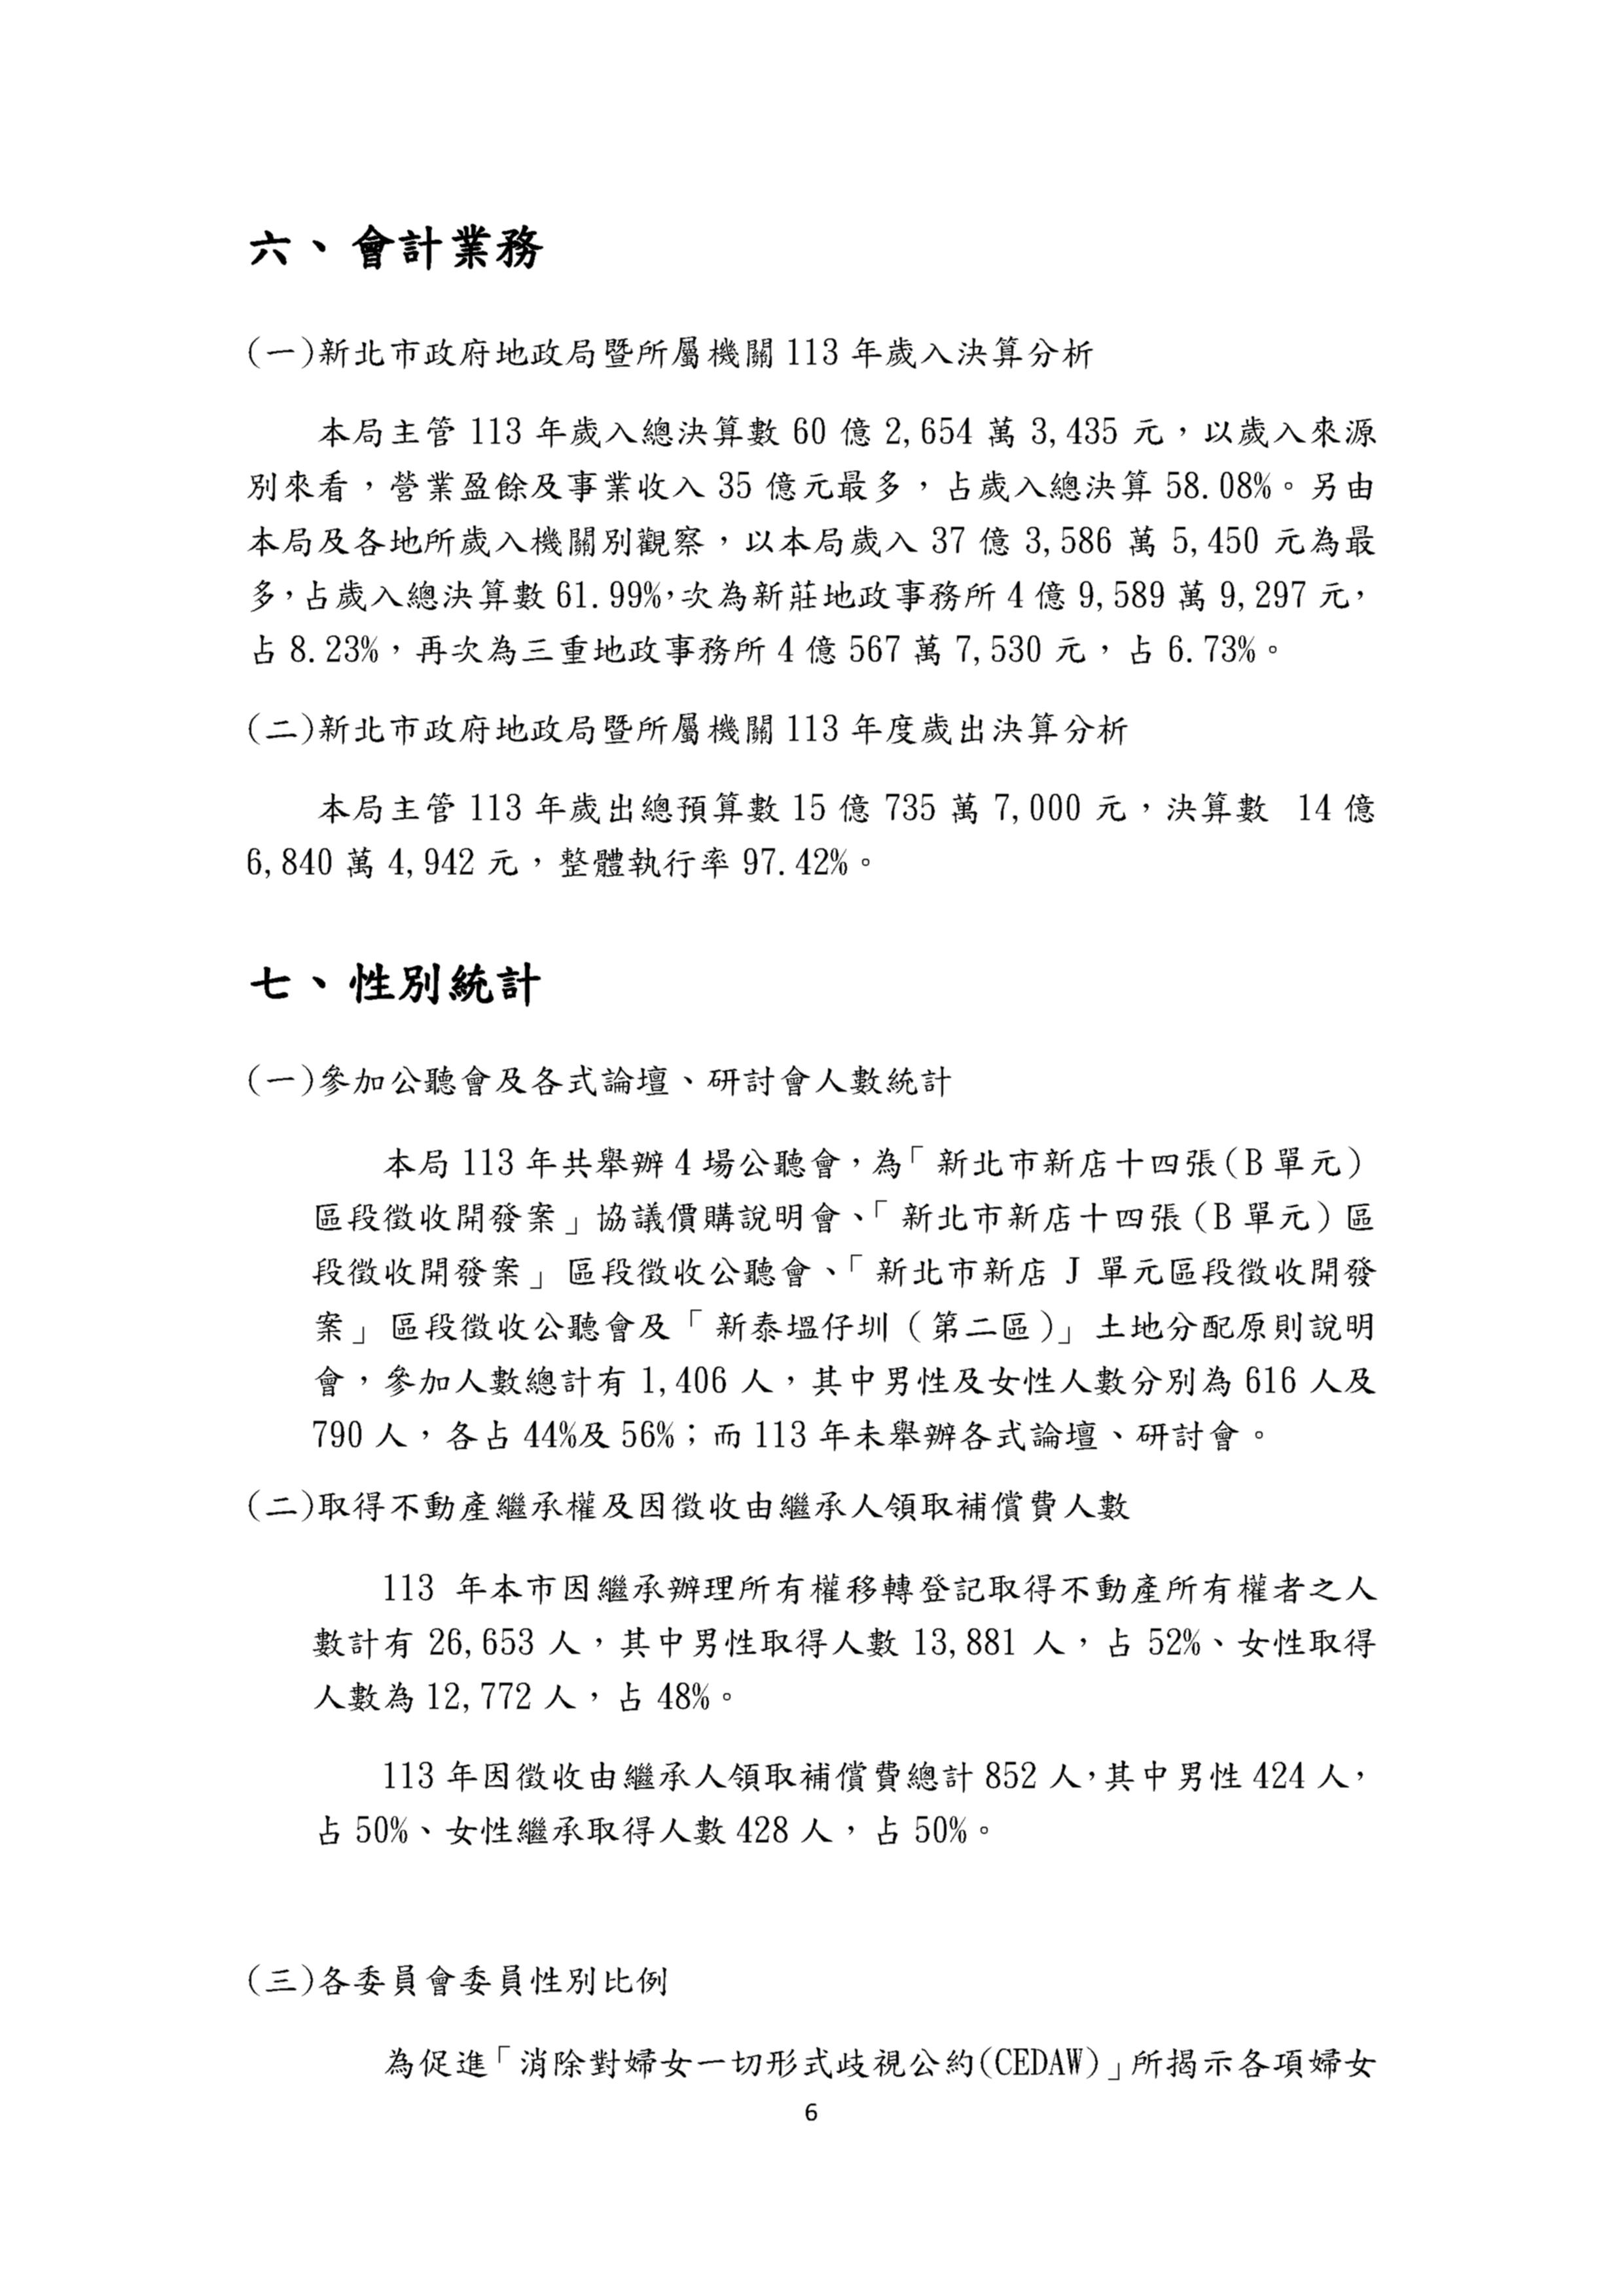 六、會計業務
(一)新北市政府地政局暨所屬機關113 年歲入決算分析
本局主管 113 年歲入總決算數 60 億 2,654 萬 3,435 元，以歲入來源
別來看，營業盈餘及事業收入 35 億元最多，占歲入總決算 58.08%。另由
本局及各地所歲入機關別觀察，以本局歲入 37 億 3,586 萬 5,450 元為最
多，占歲入總決算數 61.99%，次為新莊地政事務所 4 億 9,589 萬 9,297 元，
占 8.23%，再次為三重地政事務所 4 億 567 萬 7,530 元，占 6.73%。
(二)新北市政府地政局暨所屬機關113 年度歲出決算分析
本局主管 113 年歲出總預算數 15 億 735 萬 7,000 元，決算數 14 億
6,840 萬 4,942 元，整體執行率 97.42%。
七、性別統計
(一)參加公聽會及各式論壇、研討會人數統計
本局 113 年共舉辦 4 場公聽會，為「新北市新店十四張(B 單元)
區段徵收開發案」協議價購說明會、「新北市新店十四張(B 單元)區
段徵收開發案」區段徵收公聽會、「新北市新店 J 單元區段徵收開發
案」區段徵收公聽會及「新泰塭仔圳(第二區)」土地分配原則說明
會，參加人數總計有 1,406 人，其中男性及女性人數分別為 616 人及
790 人，各占 44%及 56%；而 113 年未舉辦各式論壇、研討會。
(二)取得不動產繼承權及因徵收由繼承人領取補償費人數
113 年本市因繼承辦理所有權移轉登記取得不動產所有權者之人
數計有 26,653 人，其中男性取得人數 13,881 人，占 52%、女性取得
人數為 12,772 人，占 48%。
113 年因徵收由繼承人領取補償費總計 852 人，其中男性 424 人，
占 50%、女性繼承取得人數 428 人，占 50%。
(三)各委員會委員性別比例
為促進「消除對婦女一切形式歧視公約(CEDAW)」所揭示各項婦女
6